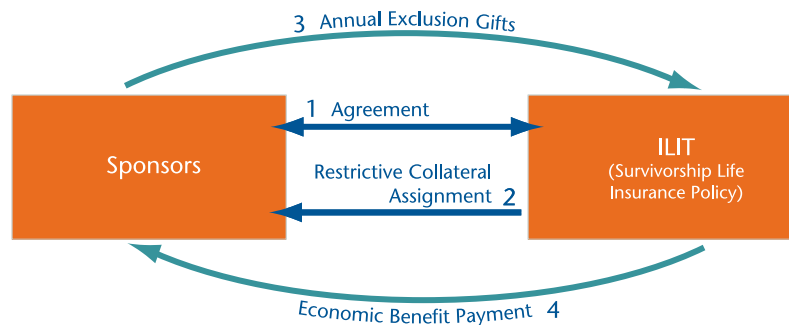 3 Annual Exclusion Gifts
Sponsors
1 Agreement
Restrictive Collateral
Assignment 2
ILIT
(Survivorship Life
Insurance Policy)
Economic Benefit Payment 4